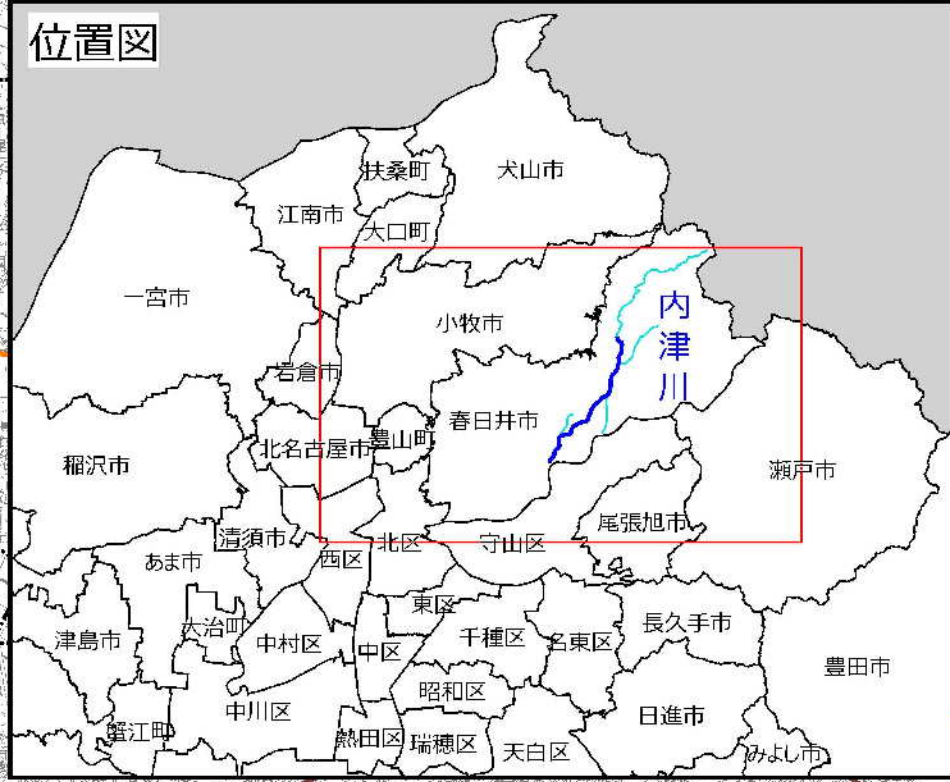 位置図
扶桑町
犬山市
江南市
大口町
一宮市
内津川
小牧市
岩倉市
春日井市
豊山町
北名古屋市
稲沢市
瀬戸市
尾張旭市
清須市
北区
守山区
西区
あま市
東区
津島市
大治町
中村区
中区
千種区
名東区
長久手市
豊田市
昭和区
中川区
日進市
蟹江町
熱田区
瑞穂区
天白区
みよし市